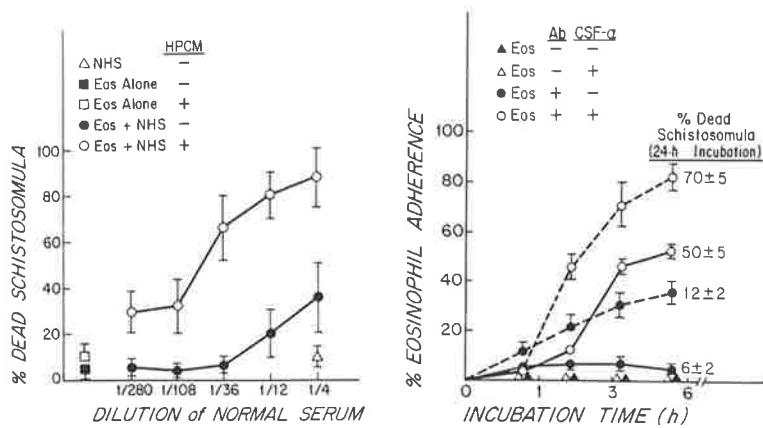 HPCM
△ NHS −
■ Eos Alone −
□ Eos Alone +
● Eos + NHS −
○ Eos + NHS +
% DEAD SCHISTOSOMULA
100
80
60
40
20
0
1/280 1/108 1/36 1/12 1/4
DILUTION of NORMAL SERUM
Ab CSF-α
▲ Eos − −
△ Eos − +
● Eos + −
○ Eos + +
% Dead
Schistosomula
(24-h Incubation)
% EOSINOPHIL ADHERENCE
100
80
60
40
20
70±5
50±5
12±2
6±2
0 1 2 3 6
INCUBATION TIME (h)